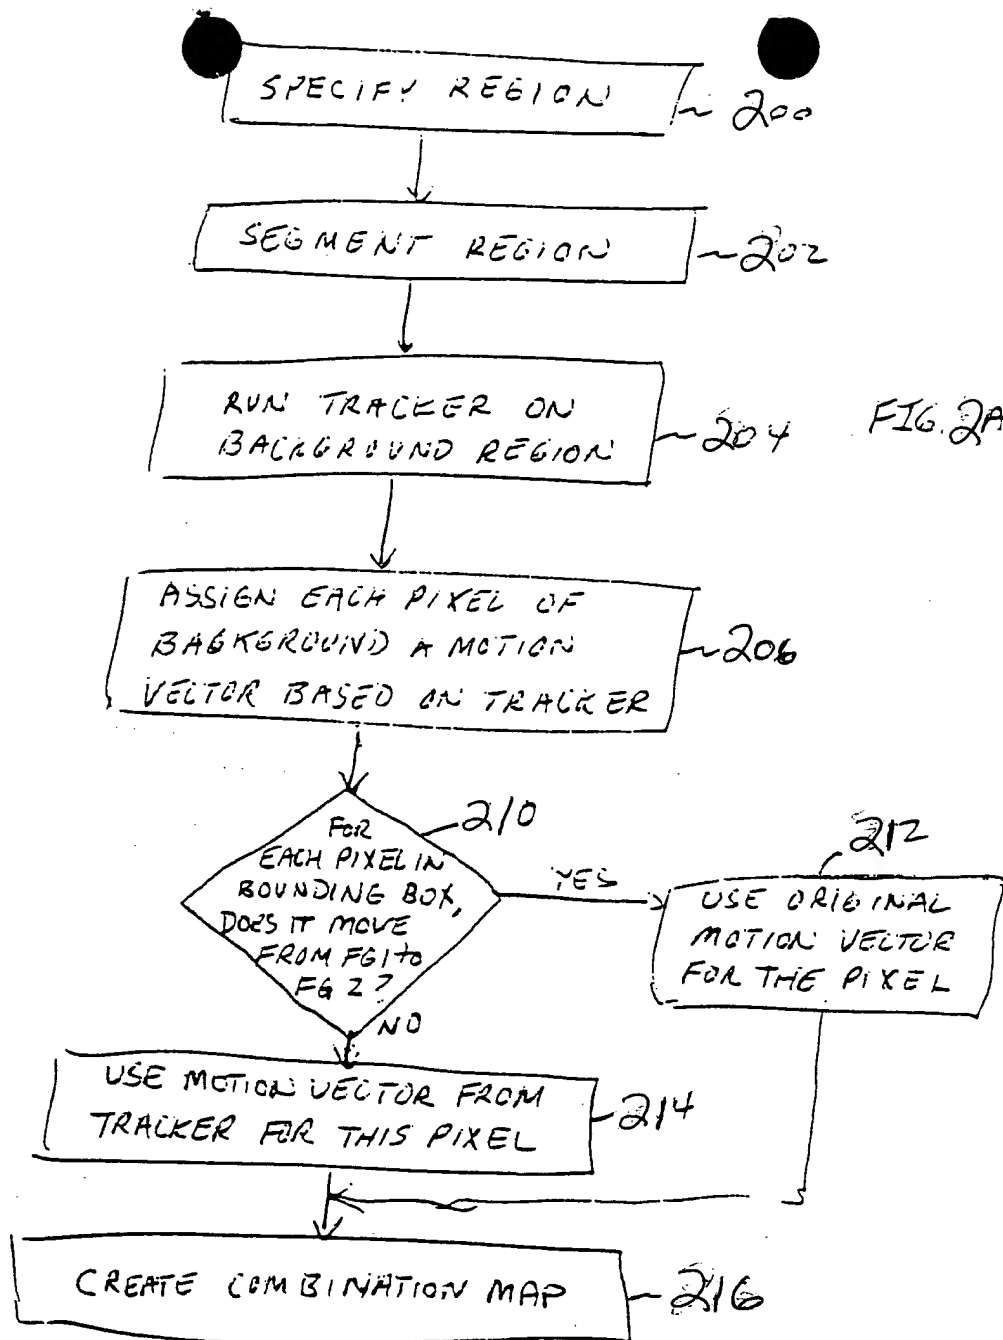 SPECIFY REGION
200
SEGMENT REGION
202
RUN TRACKER ON
BACKGROUND REGION
204
FIG. 2A
ASSIGN EACH PIXEL OF
BACKGROUND A MOTION
VECTOR BASED ON TRACKER
206
210
FOR
EACH PIXEL IN
BOUNDING BOX,
DOES IT MOVE
FROM FG1 to
FG 2?
YES
212
USE ORIGINAL
MOTION VECTOR
FOR THE PIXEL
NO
USE MOTION VECTOR FROM
TRACKER FOR THIS PIXEL
214
CREATE COMBINATION MAP
216